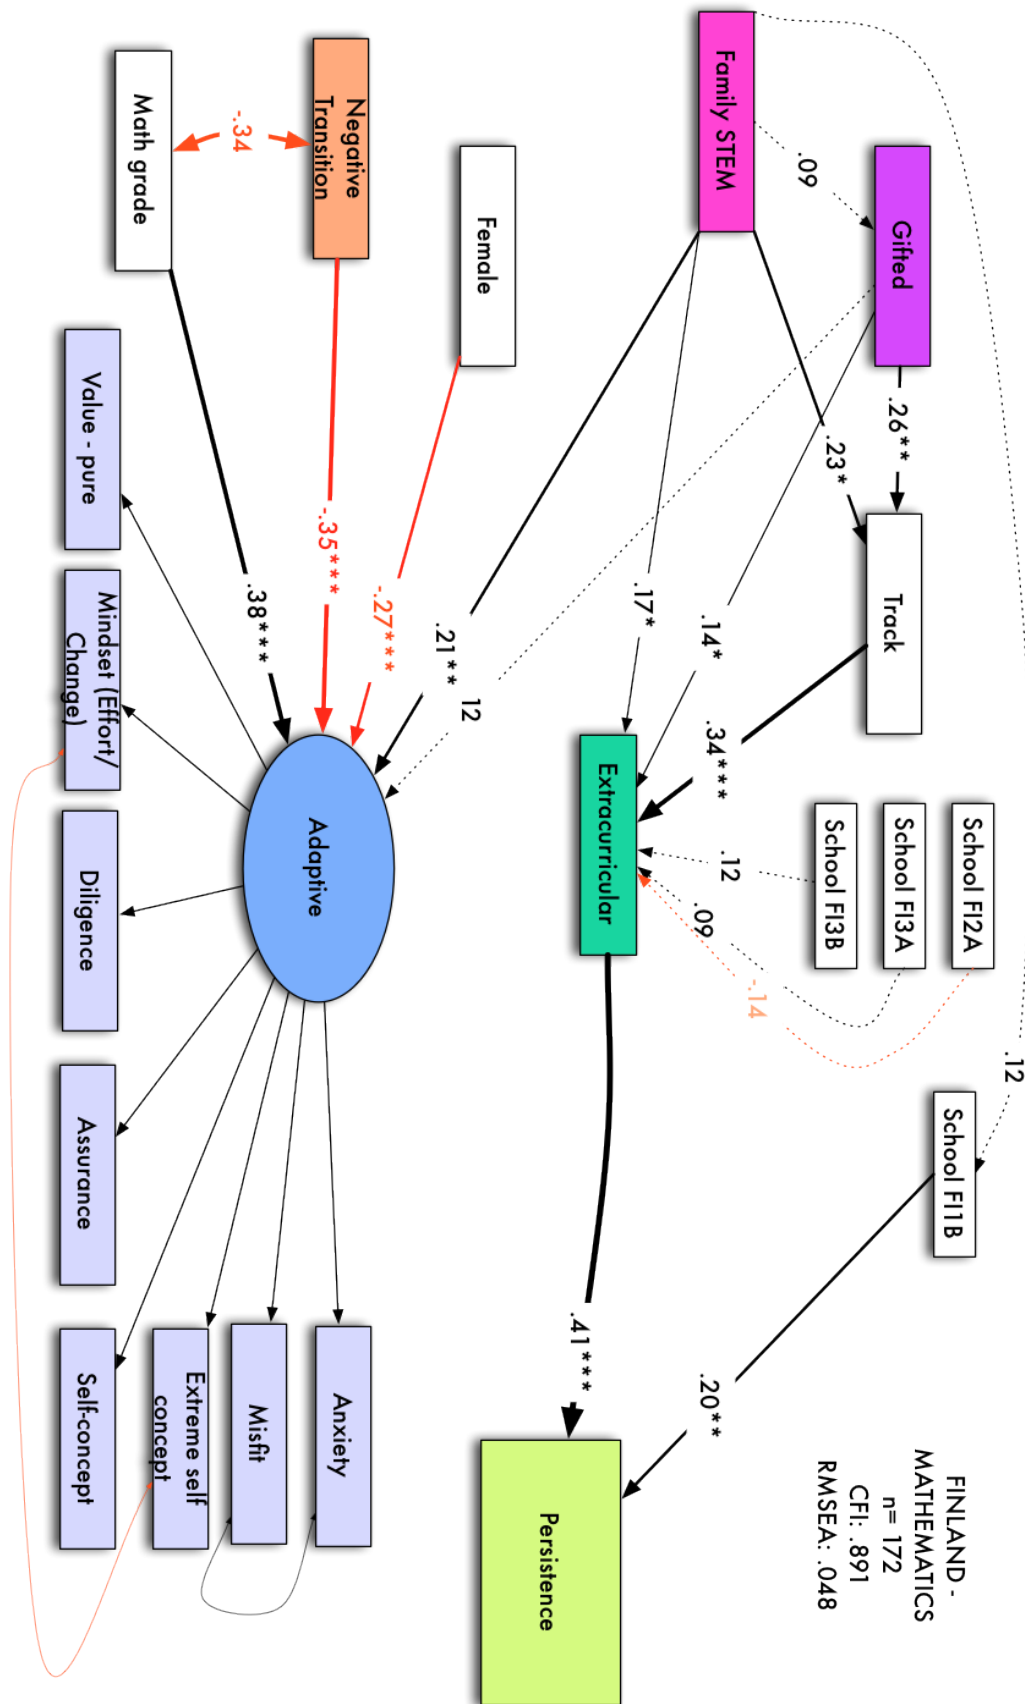 FINLAND -
MATHEMATICS
n= 172
CFI: .891
RMSEA: .048
Family STEM
Gifted
Track
School FI2A
School FI3A
School FI3B
School FI1B
Female
Negative
Transition
Math grade
Extracurricular
Adaptive
Persistence
Value - pure
Mindset (Effort/
Change)
Diligence
Assurance
Self-concept
Extreme self
concept
Misfit
Anxiety
.09
.26**
.23*
.12
.17*
.14*
.34***
.12
.09
-.14
.21**
12
-.27***
-.35***
-.34
.38***
.41***
.20**